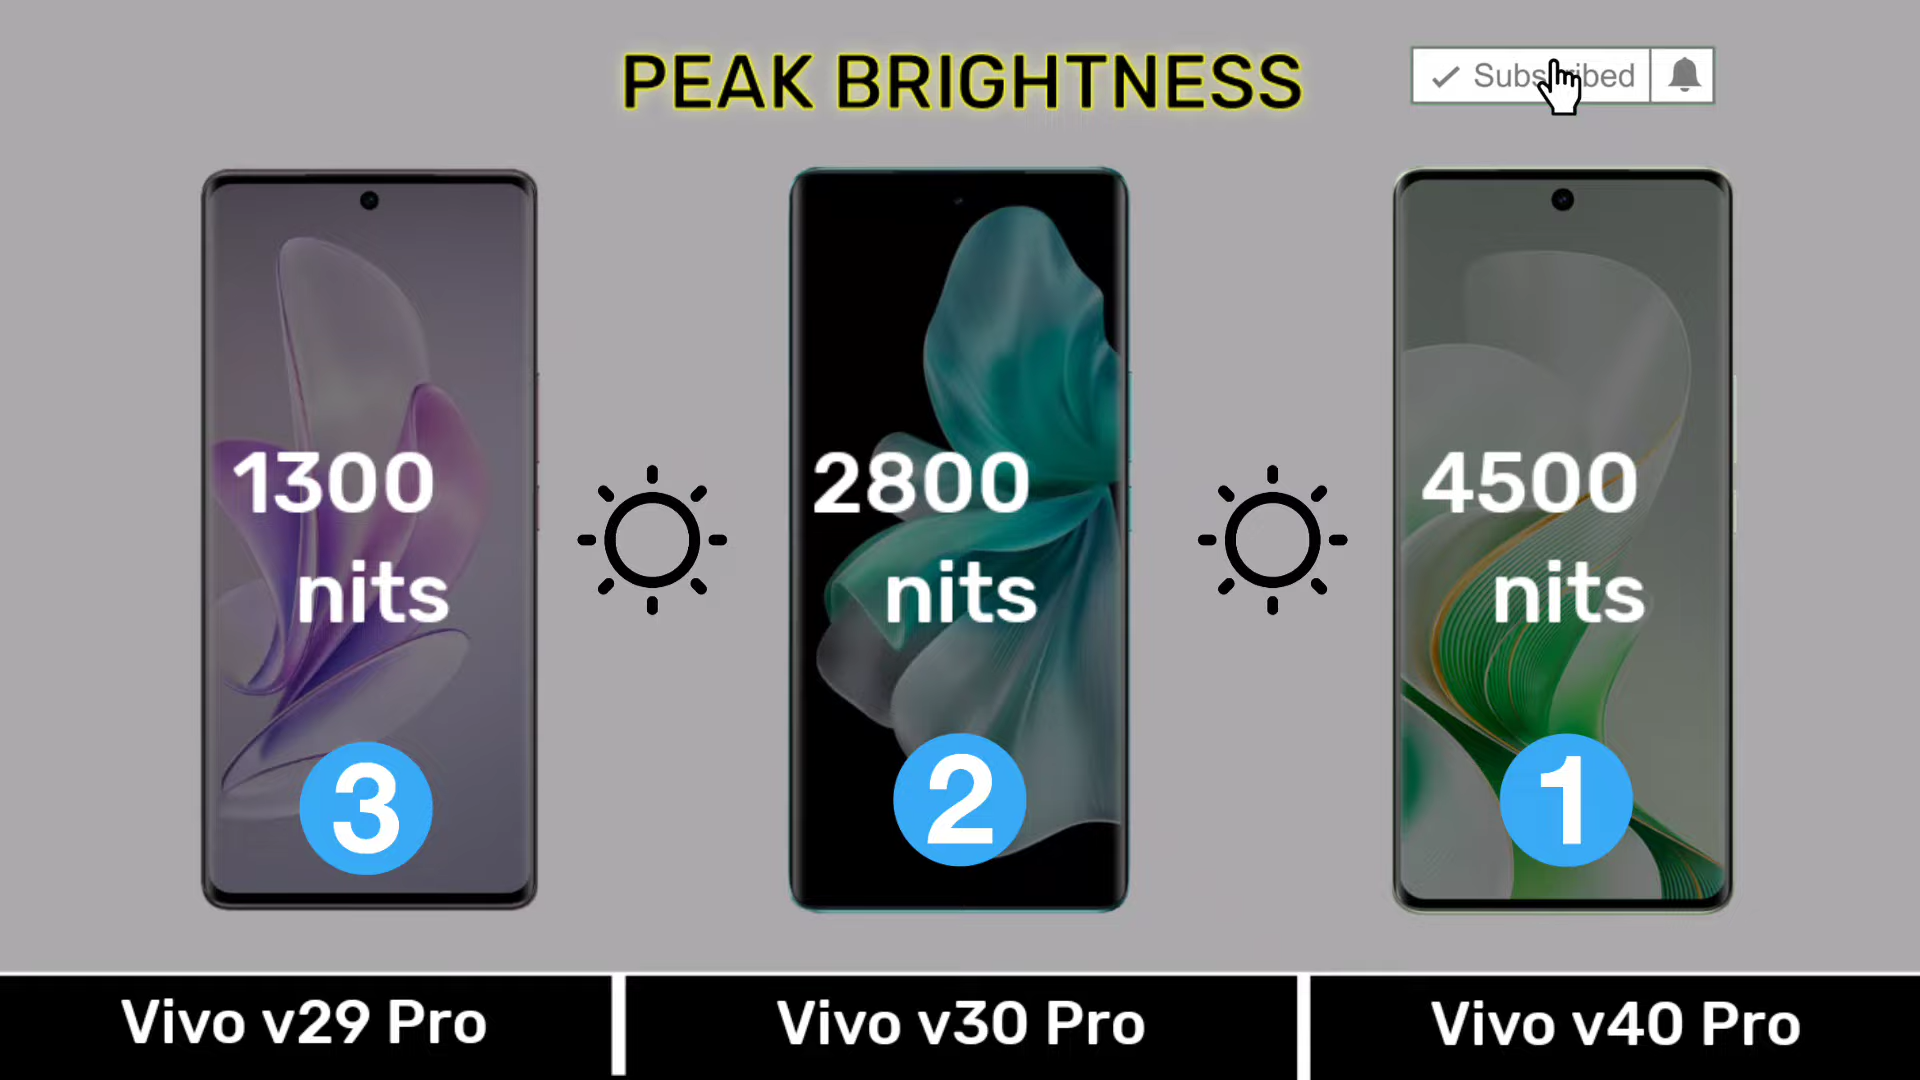 PEAK BRIGHTNESS
Subscribed
1300
nits
2800
nits
4500
nits
3
2
1
Vivo v29 Pro
Vivo v30 Pro
Vivo v40 Pro